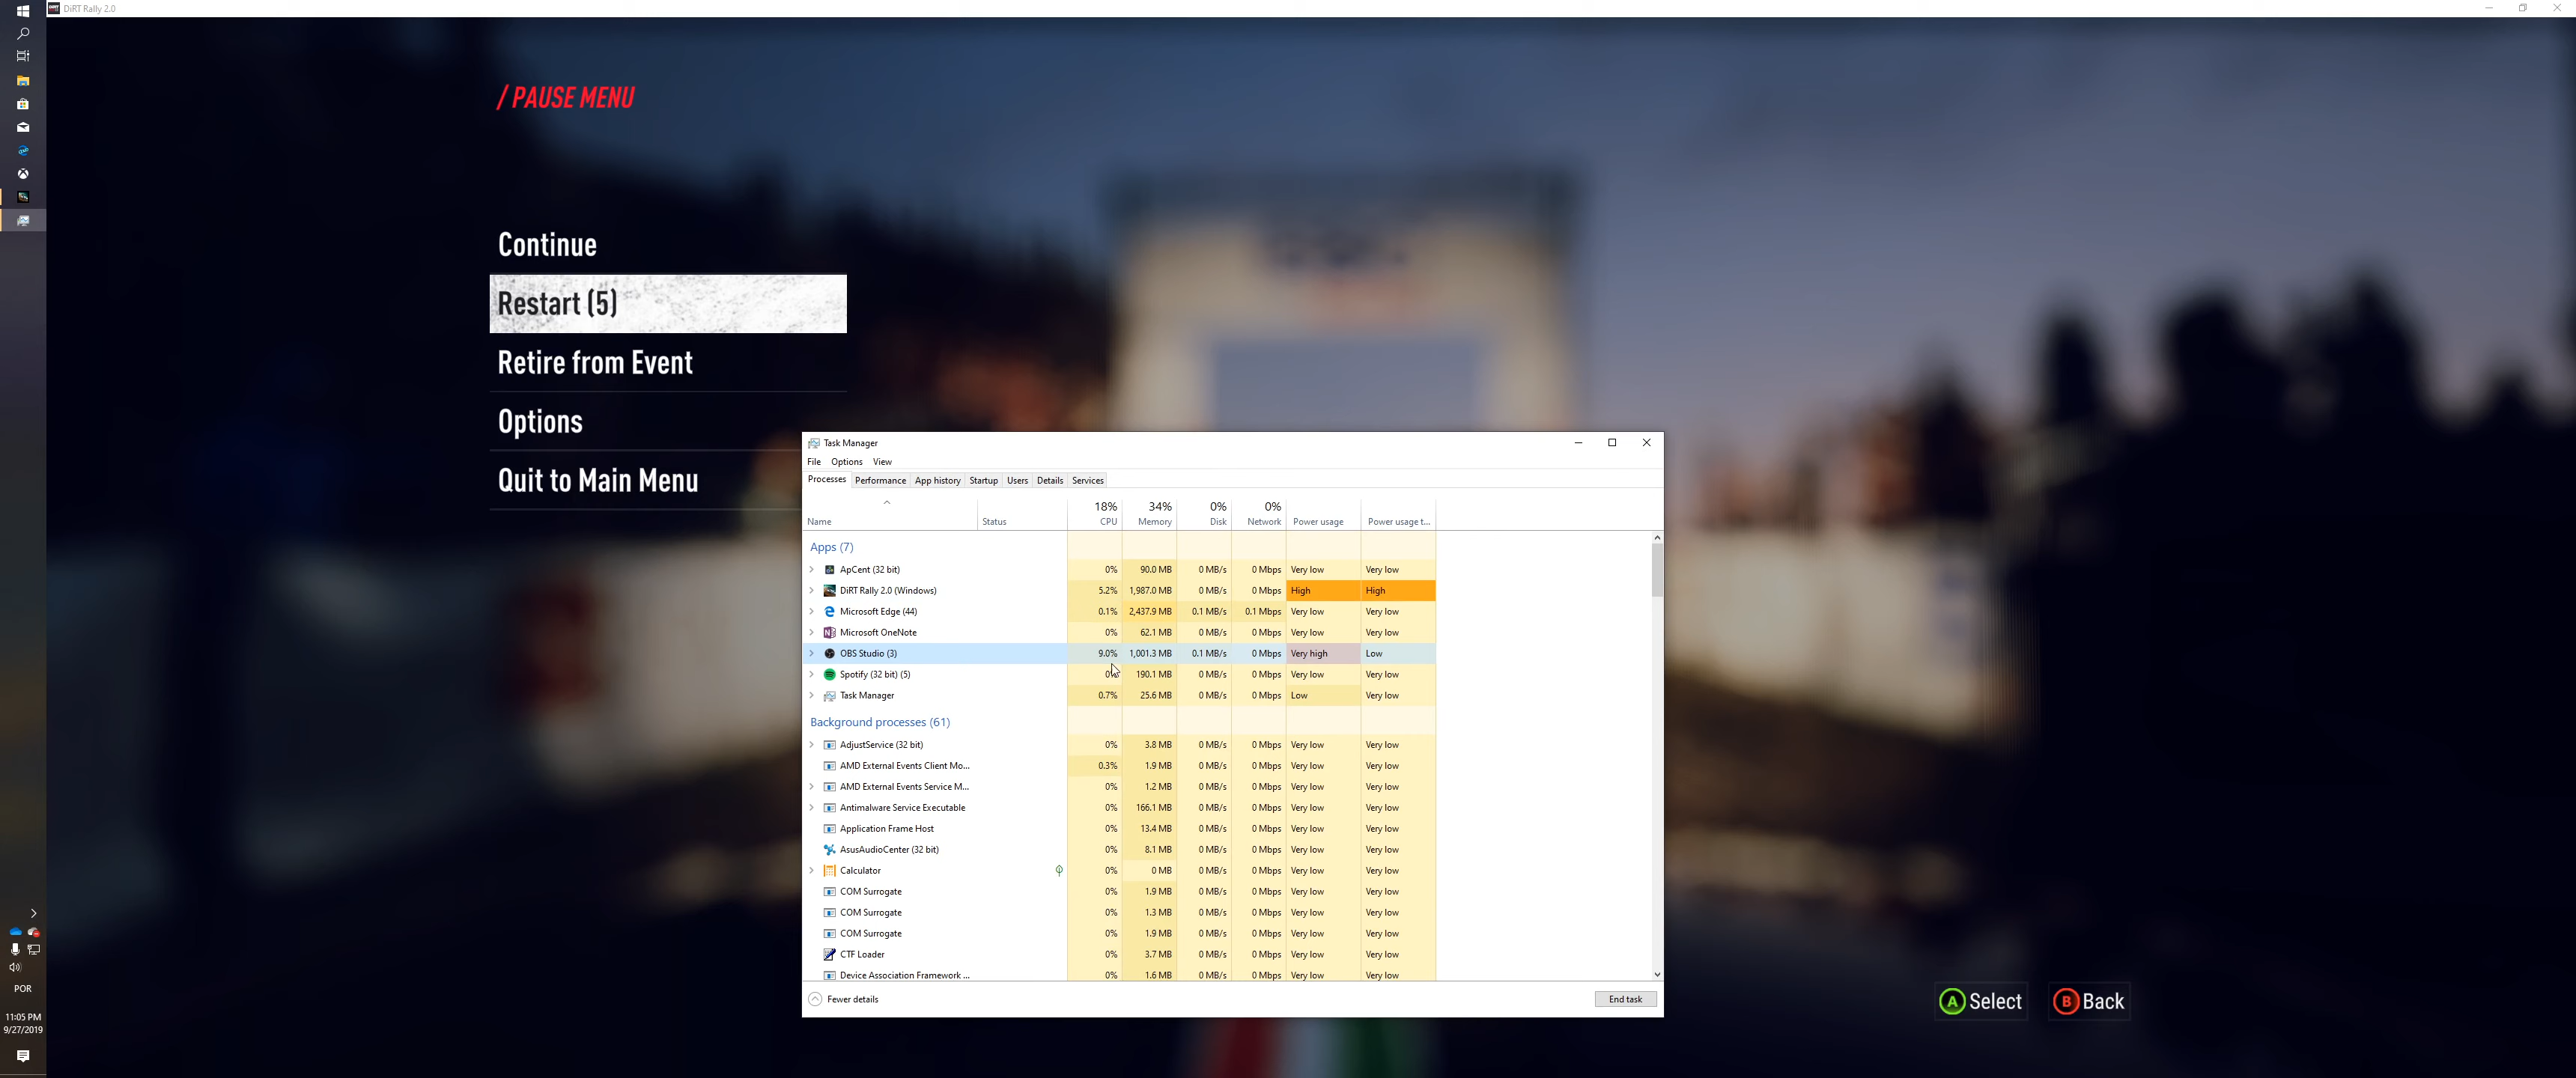 DiRT Rally 2.0
/ PAUSE MENU
Continue
Restart (5)
Retire from Event
Options
Quit to Main Menu
Task Manager
File Options View
Processes Performance App history Startup Users Details Services
18% 34% 0% 0%
Name Status CPU Memory Disk Network Power usage Power usage t...
Apps (7)
ApCent (32 bit) 0% 90.0 MB 0 MB/s 0 Mbps Very low Very low
DiRT Rally 2.0 (Windows) 5.2% 1,987.0 MB 0 MB/s 0 Mbps High High
Microsoft Edge (44) 0.1% 2,437.9 MB 0.1 MB/s 0.1 Mbps Very low Very low
Microsoft OneNote 0% 62.1 MB 0 MB/s 0 Mbps Very low Very low
OBS Studio (3) 9.0% 1,001.3 MB 0.1 MB/s 0 Mbps Very high Low
Spotify (32 bit) (5) 0% 190.1 MB 0 MB/s 0 Mbps Very low Very low
Task Manager 0.7% 25.6 MB 0 MB/s 0 Mbps Low Very low
Background processes (61)
AdjustService (32 bit) 0% 3.8 MB 0 MB/s 0 Mbps Very low Very low
AMD External Events Client Mo... 0.3% 1.9 MB 0 MB/s 0 Mbps Very low Very low
AMD External Events Service M... 0% 1.2 MB 0 MB/s 0 Mbps Very low Very low
Antimalware Service Executable 0% 166.1 MB 0 MB/s 0 Mbps Very low Very low
Application Frame Host 0% 13.4 MB 0 MB/s 0 Mbps Very low Very low
AsusAudioCenter (32 bit) 0% 8.1 MB 0 MB/s 0 Mbps Very low Very low
Calculator 0% 0 MB 0 MB/s 0 Mbps Very low Very low
COM Surrogate 0% 1.9 MB 0 MB/s 0 Mbps Very low Very low
COM Surrogate 0% 1.3 MB 0 MB/s 0 Mbps Very low Very low
COM Surrogate 0% 1.9 MB 0 MB/s 0 Mbps Very low Very low
CTF Loader 0% 3.7 MB 0 MB/s 0 Mbps Very low Very low
Device Association Framework ... 0% 1.6 MB 0 MB/s 0 Mbps Very low Very low
Fewer details End task
A Select B Back
POR
11:05 PM
9/27/2019